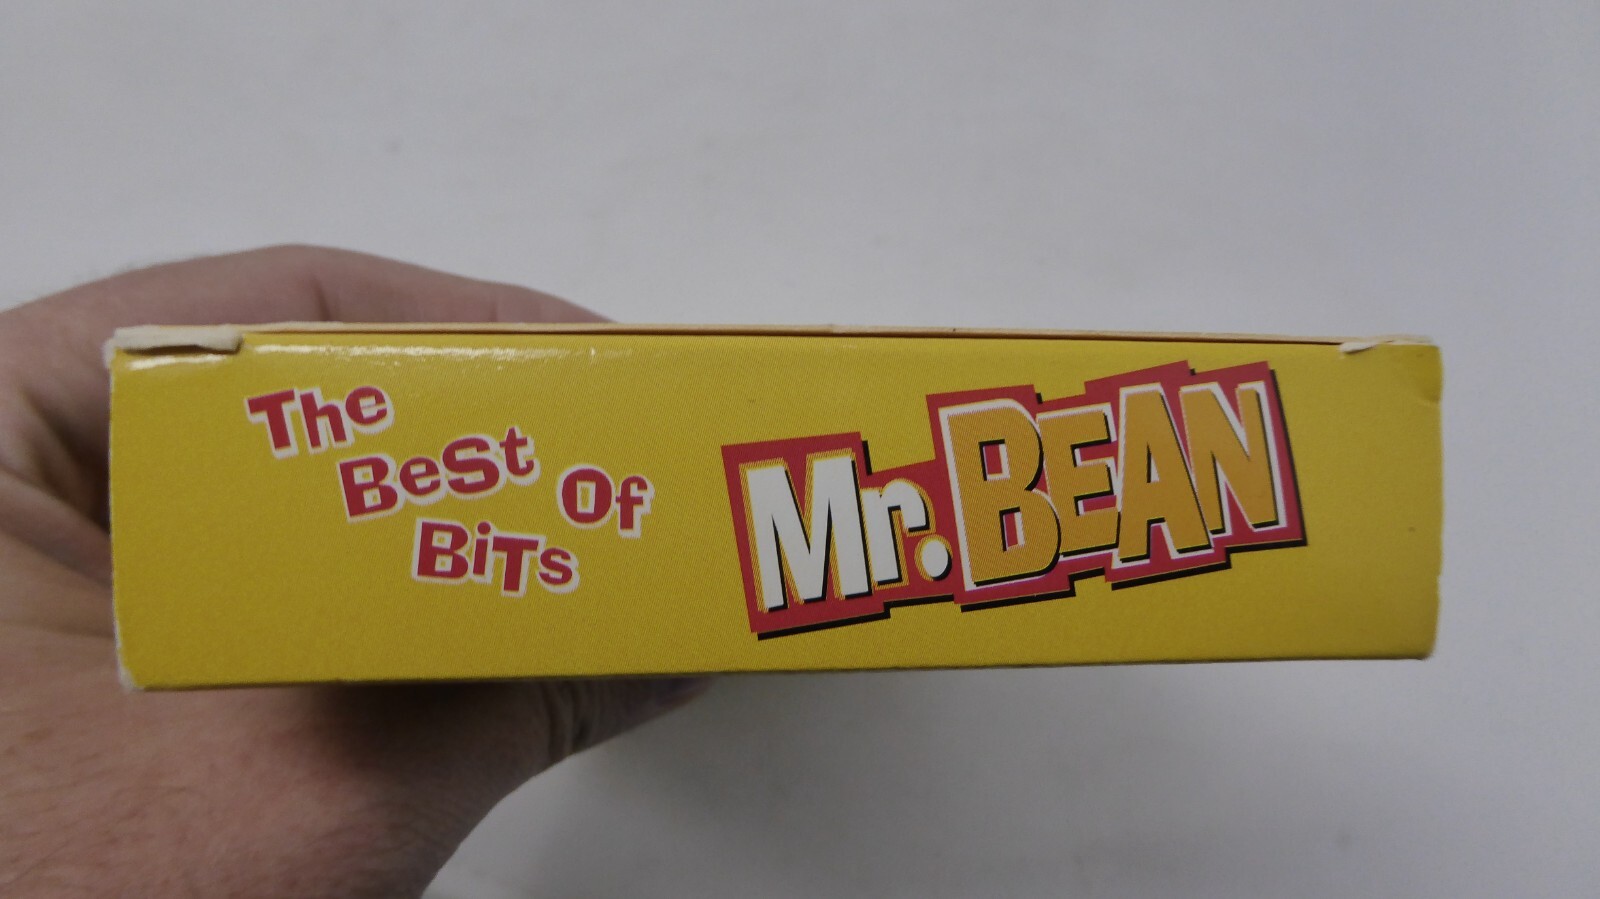 The
BeSt Of
BiTs
Mr. BEAN